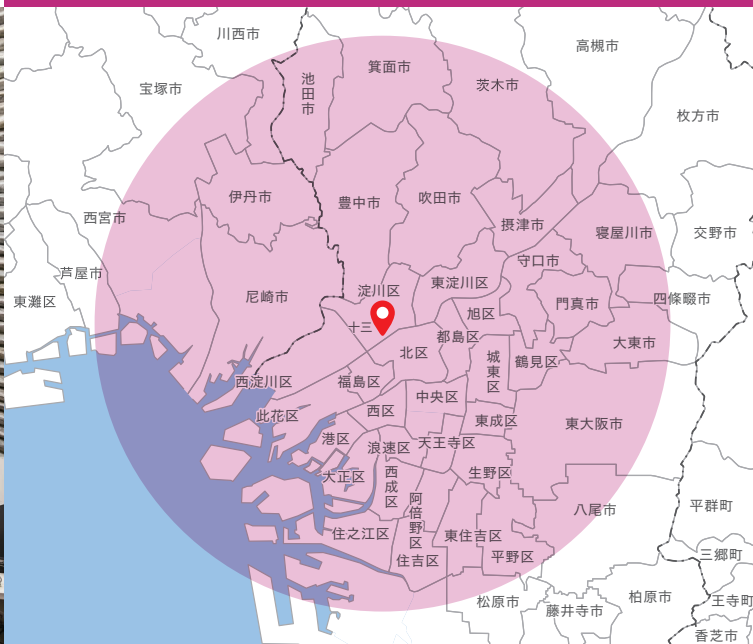 川西市
高槻市
箕面市
池田市
茨木市
宝塚市
枚方市
伊丹市
豊中市
吹田市
西宮市
摂津市
寝屋川市
交野市
守口市
芦屋市
東灘区
尼崎市
淀川区
東淀川区
門真市
四條畷市
旭区
十三
都島区
大東市
北区
城東区
鶴見区
西淀川区
福島区
中央区
此花区
西区
東成区
東大阪市
港区
浪速区
天王寺区
大正区
西成区
生野区
阿倍野区
八尾市
平群町
住之江区
東住吉区
住吉区
平野区
三郷町
松原市
藤井寺市
柏原市
王寺町
香芝市